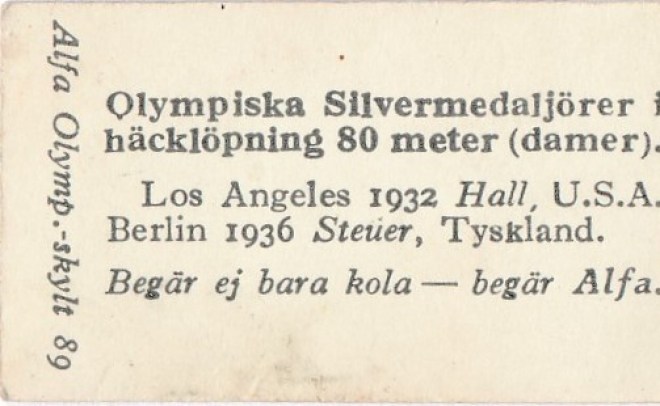 Alfa Olymp.-skylt 89
Olympiska Silvermedaljörer i
häcklöpning 80 meter (damer).
Los Angeles 1932 Hall, U.S.A.
Berlin 1936 Steuer, Tyskland.
Begär ej bara kola — begär Alfa.